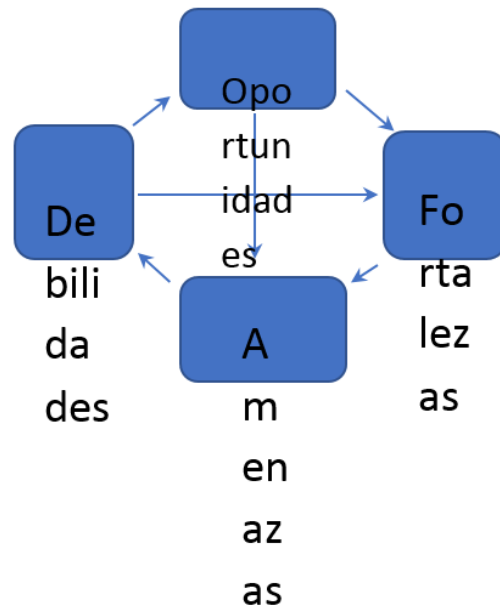 Opo
rtun
idad
es
De
bili
da
des
Fo
rta
lez
as
A
m
en
az
as